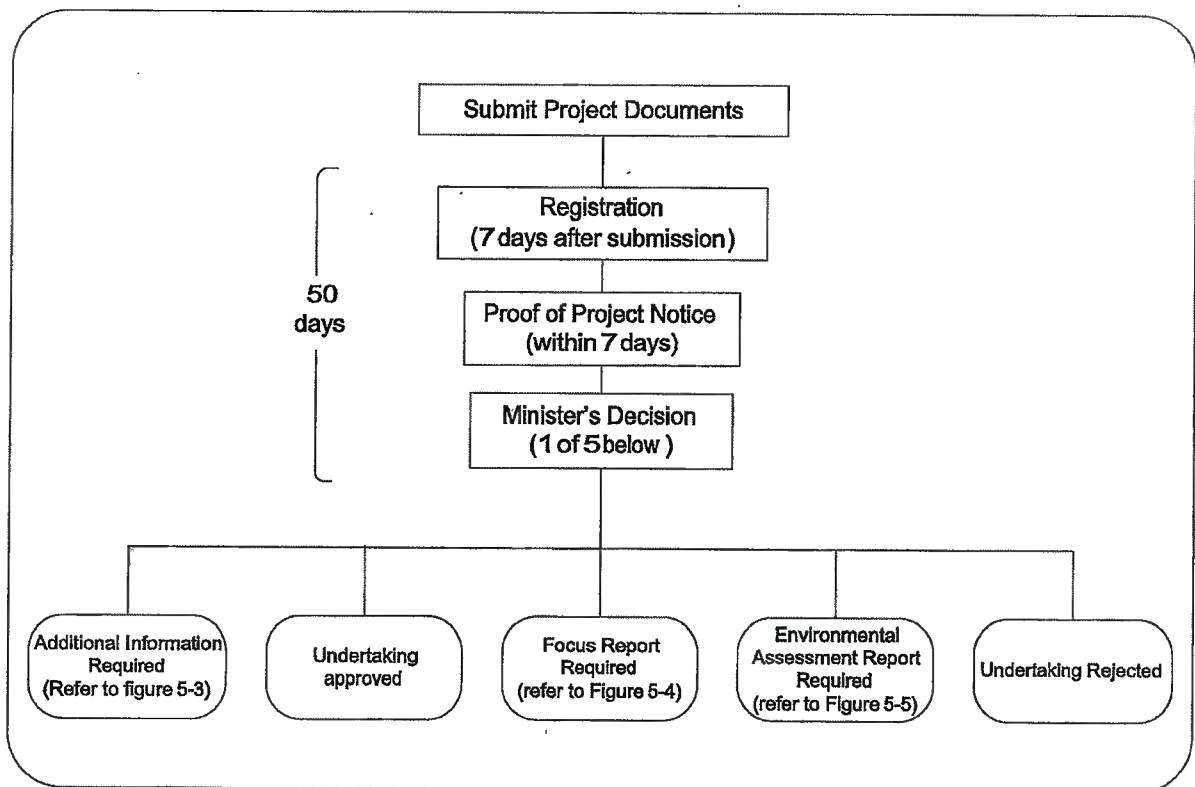 Submit Project Documents
Registration
(7 days after submission)
50
days
Proof of Project Notice
(within 7 days)
Minister's Decision
(1 of 5 below )
Additional Information
Required
(Refer to figure 5-3)
Undertaking
approved
Focus Report
Required
(refer to Figure 5-4)
Environmental
Assessment Report
Required
(refer to Figure 5-5)
Undertaking Rejected